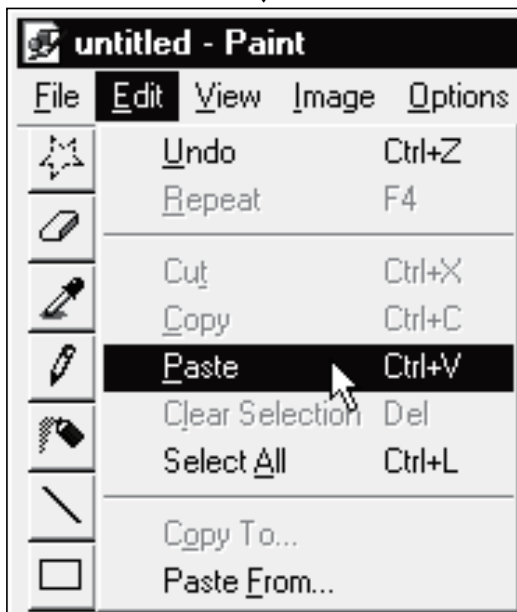 untitled - Paint
File Edit View Image Options
Undo Ctrl+Z
Repeat F4
Cut Ctrl+X
Copy Ctrl+C
Paste Ctrl+V
Clear Selection Del
Select All Ctrl+L
Copy To...
Paste From...